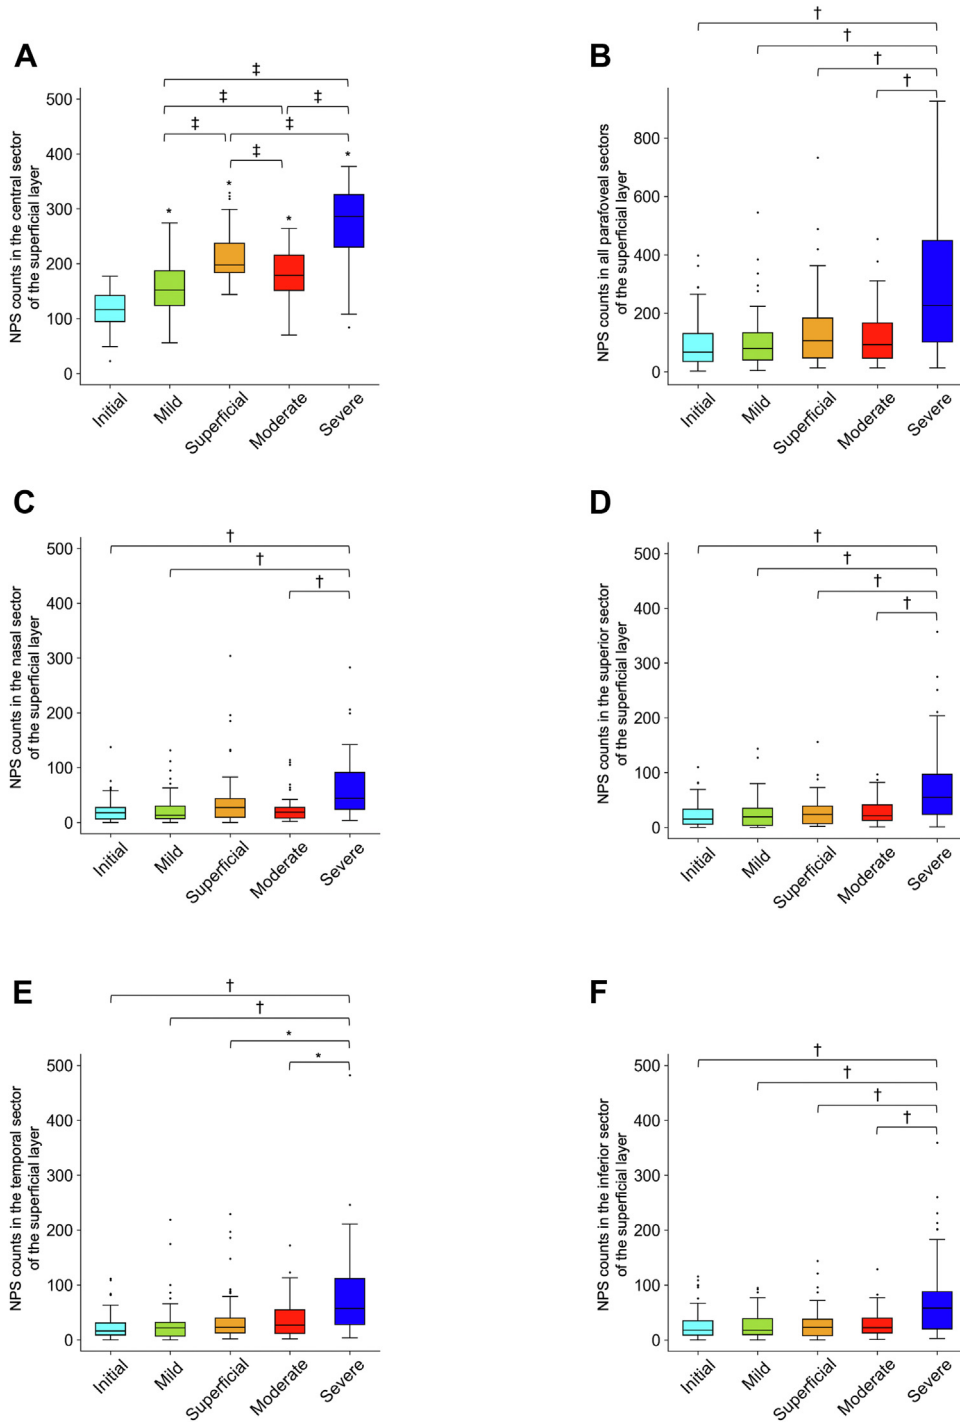 A
‡
‡
‡
‡
‡
‡
NPS counts in the central sector
of the superficial layer
500
400
300
200
100
0
*
*
*
*
Initial
Mild
Superficial
Moderate
Severe
B
†
†
†
†
NPS counts in all parafoveal sectors
of the superficial layer
800
600
400
200
0
Initial
Mild
Superficial
Moderate
Severe
C
†
†
†
NPS counts in the nasal sector
of the superficial layer
500
400
300
200
100
0
Initial
Mild
Superficial
Moderate
Severe
D
†
†
†
†
NPS counts in the superior sector
of the superficial layer
500
400
300
200
100
0
Initial
Mild
Superficial
Moderate
Severe
E
†
†
*
*
NPS counts in the temporal sector
of the superficial layer
500
400
300
200
100
0
Initial
Mild
Superficial
Moderate
Severe
F
†
†
†
†
NPS counts in the inferior sector
of the superficial layer
500
400
300
200
100
0
Initial
Mild
Superficial
Moderate
Severe